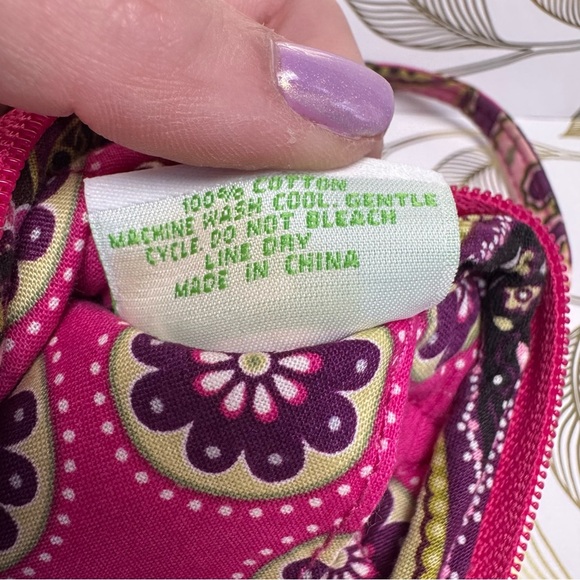 100% COTTON
MACHINE WASH COOL. GENTLE
CYCLE DO NOT BLEACH
LINE DRY
MADE IN CHINA